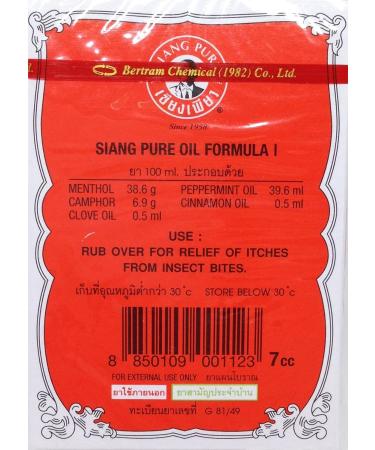 SIANG PURE
l. Bertram Chemical (1982) Co., Ltd.
เซียงเพียว
Since 1958
SIANG PURE OIL FORMULA I
ยา 100 ml. ประกอบด้วย
MENTHOL 38.6 g PEPPERMINT OIL 39.6 ml
CAMPHOR 6.9 g CINNAMON OIL 0.5 ml
CLOVE OIL 0.5 ml
USE :
RUB OVER FOR RELIEF OF ITCHES
FROM INSECT BITES.
เก็บที่อุณหภูมิต่ำกว่า 30 ํc STORE BELOW 30 ํc
8 850109 001123 7 cc
FOR EXTERNAL USE ONLY ยาแผนโบราณ
ยาใช้ภายนอก ยาสามัญประจำบ้าน
ทะเบียนยาเลขที่ G 81/49